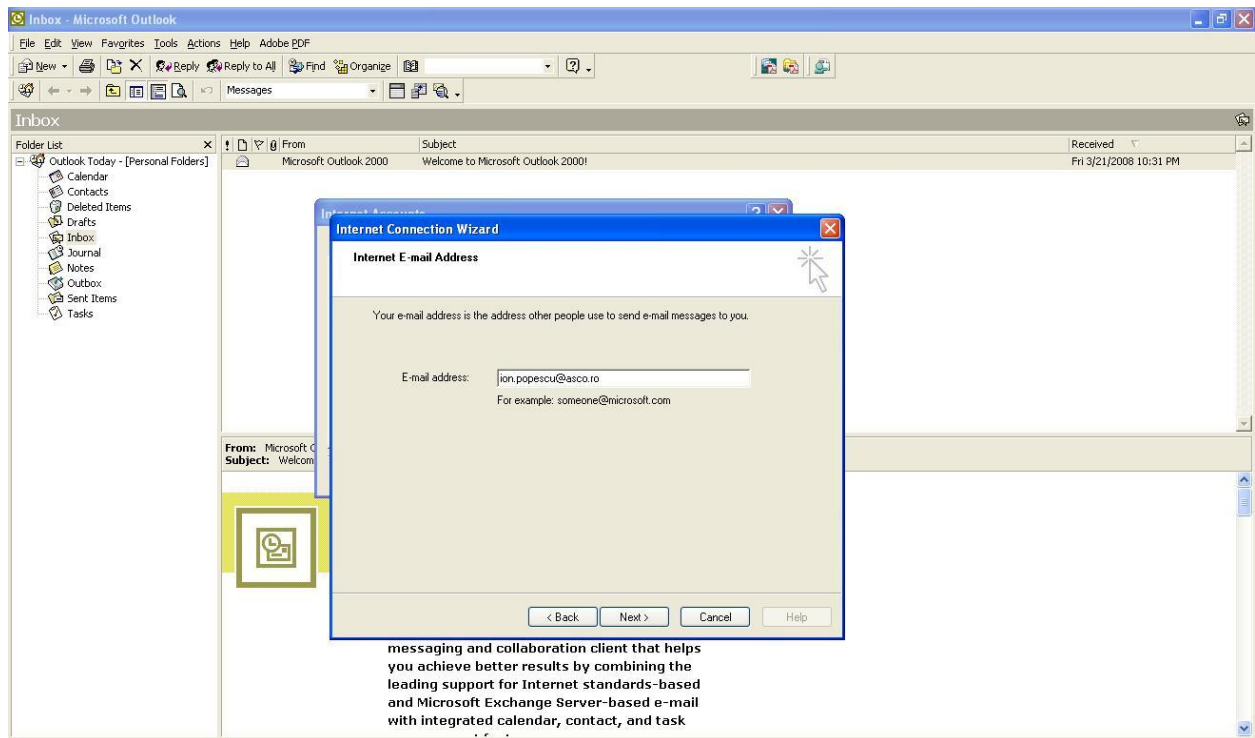 Inbox - Microsoft Outlook
File Edit View Favorites Tools Actions Help Adobe PDF
New Reply Reply to All Find Organize
Messages
Inbox
Folder List
From Subject Received
Outlook Today - [Personal Folders]
Microsoft Outlook 2000 Welcome to Microsoft Outlook 2000! Fri 3/21/2008 10:31 PM
Calendar
Contacts
Deleted Items
Drafts
Inbox
Journal
Notes
Outbox
Sent Items
Tasks
Internet Accounts
Internet Connection Wizard
Internet E-mail Address
Your e-mail address is the address other people use to send e-mail messages to you.
E-mail address: ion.popescu@asco.ro
For example: someone@microsoft.com
< Back Next > Cancel Help
From: Microsoft
Subject: Welcom
messaging and collaboration client that helps
you achieve better results by combining the
leading support for Internet standards-based
and Microsoft Exchange Server-based e-mail
with integrated calendar, contact, and task